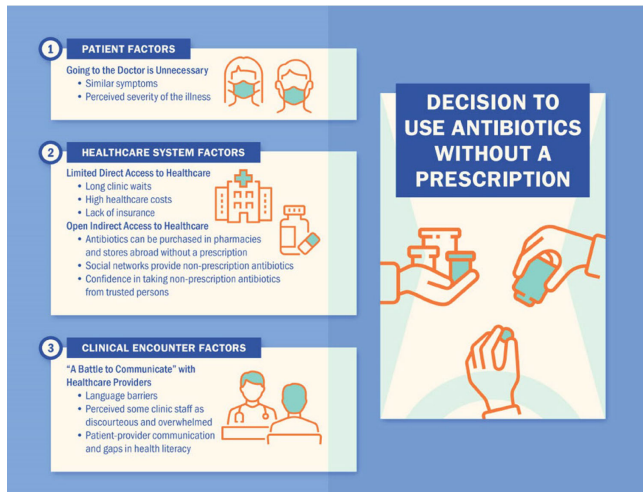 1
PATIENT FACTORS
Going to the Doctor is Unnecessary
• Similar symptoms
• Perceived severity of the illness
2
HEALTHCARE SYSTEM FACTORS
Limited Direct Access to Healthcare
• Long clinic waits
• High healthcare costs
• Lack of insurance
Open Indirect Access to Healthcare
• Antibiotics can be purchased in pharmacies
and stores abroad without a prescription
• Social networks provide non-prescription antibiotics
• Confidence in taking non-prescription antibiotics
from trusted persons
3
CLINICAL ENCOUNTER FACTORS
“A Battle to Communicate” with
Healthcare Providers
• Language barriers
• Perceived some clinic staff as
discourteous and overwhelmed
• Patient-provider communication
and gaps in health literacy
DECISION TO
USE ANTIBIOTICS
WITHOUT A
PRESCRIPTION